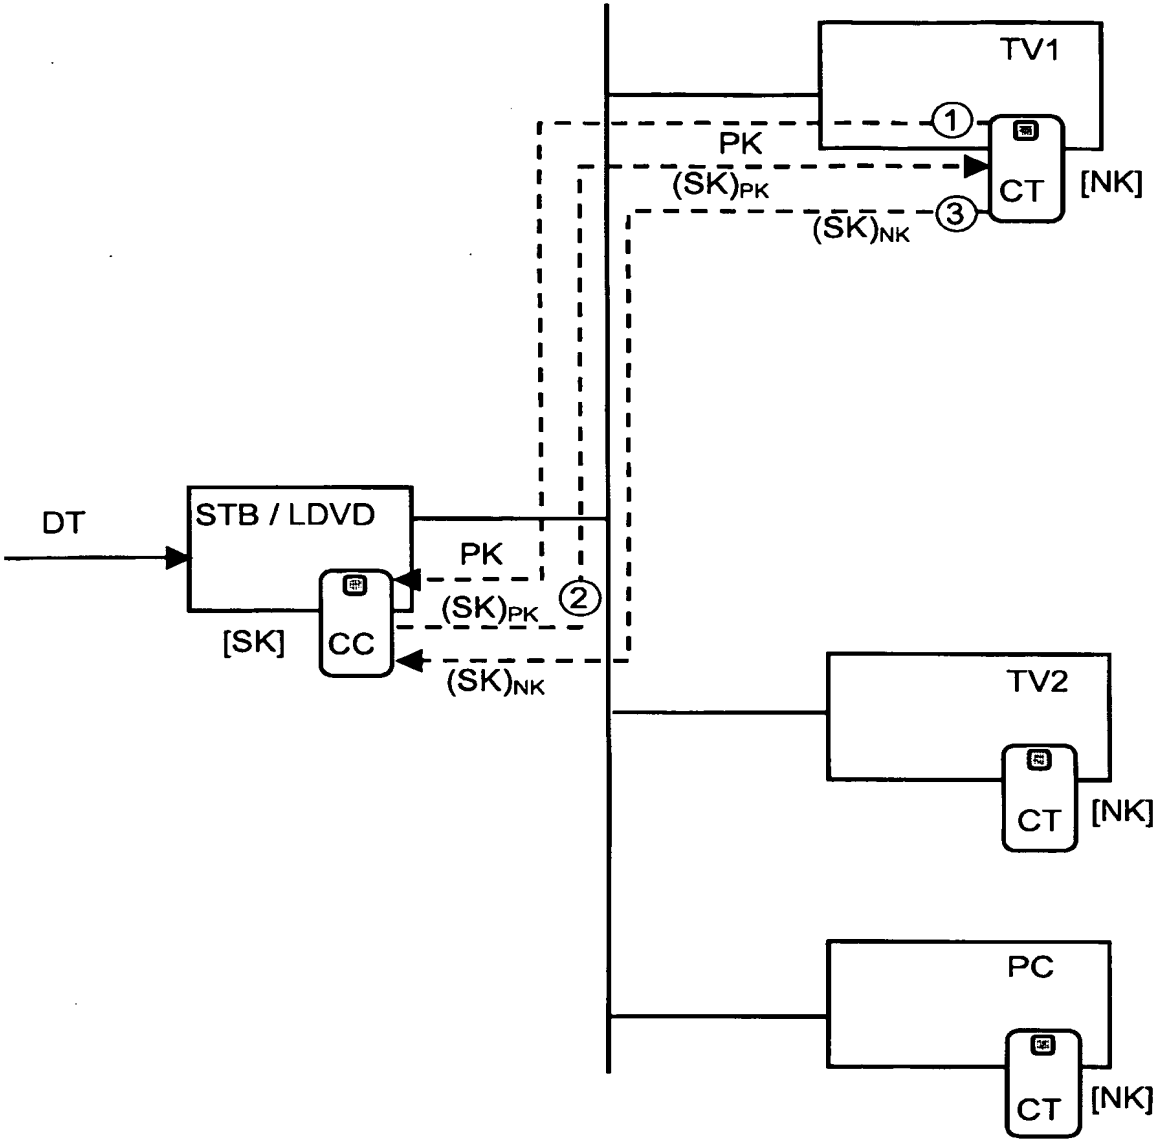 TV1
1
PK
(SK)PK
CT
[NK]
3
(SK)NK
DT
STB / LDVD
PK
2
(SK)PK
[SK]
CC
(SK)NK
TV2
CT
[NK]
PC
CT
[NK]